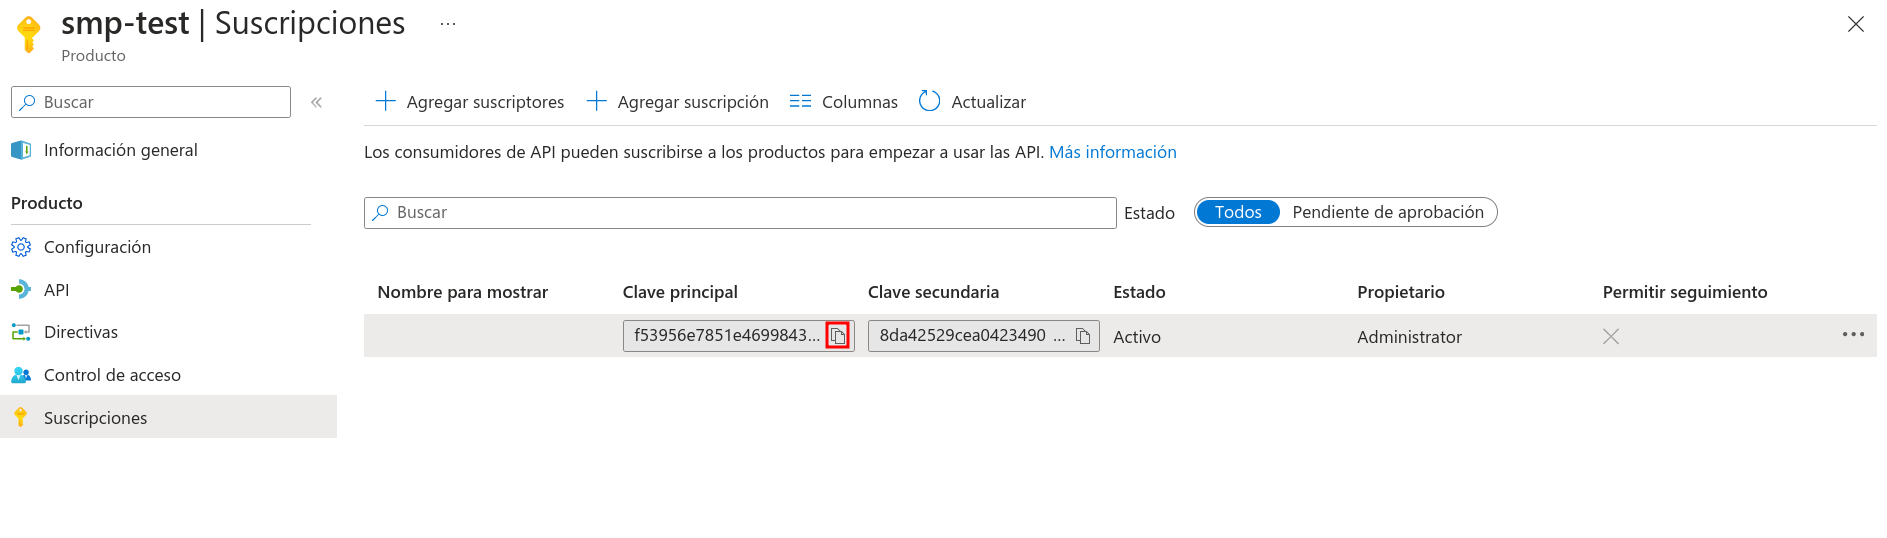 smp-test | Suscripciones ...
Producto
Buscar
Información general
Producto
Configuración
API
Directivas
Control de acceso
Suscripciones
Agregar suscriptores Agregar suscripción Columnas Actualizar
Los consumidores de API pueden suscribirse a los productos para empezar a usar las API. Más información
Buscar Estado Todos Pendiente de aprobación
Nombre para mostrar Clave principal Clave secundaria Estado Propietario Permitir seguimiento
f53956e7851e4699843... 8da42529cea0423490 ... Activo Administrator